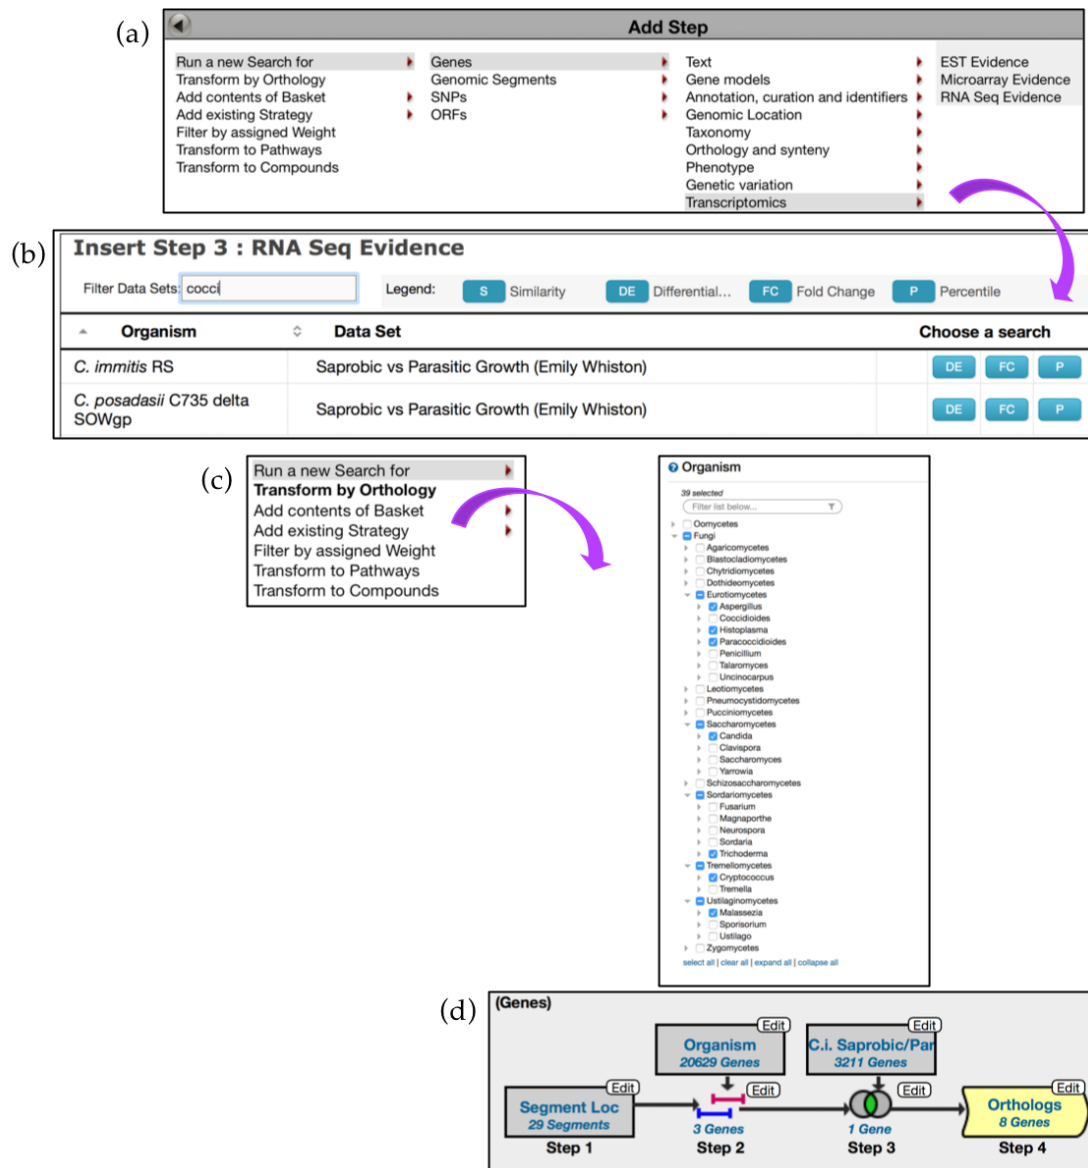 (a)
Add Step
Run a new Search for
Transform by Orthology
Add contents of Basket
Add existing Strategy
Filter by assigned Weight
Transform to Pathways
Transform to Compounds
Genes
Genomic Segments
SNPs
ORFs
Text
Gene models
Annotation, curation and identifiers
Genomic Location
Taxonomy
Orthology and synteny
Phenotype
Genetic variation
Transcriptomics
EST Evidence
Microarray Evidence
RNA Seq Evidence
(b)
Insert Step 3 : RNA Seq Evidence
Filter Data Sets: cocci Legend: S Similarity DE Differential... FC Fold Change P Percentile
Organism Data Set Choose a search
C. immitis RS Saprobic vs Parasitic Growth (Emily Whiston) DE FC P
C. posadasii C735 delta
SOWgp Saprobic vs Parasitic Growth (Emily Whiston) DE FC P
(c)
Run a new Search for
Transform by Orthology
Add contents of Basket
Add existing Strategy
Filter by assigned Weight
Transform to Pathways
Transform to Compounds
? Organism
39 selected
Filter list below...
Oomycetes
Fungi
Agaricomycetes
Blastocladiomycetes
Chytridiomycetes
Dothideomycetes
Eurotiomycetes
Aspergillus
Coccidioides
Histoplasma
Paracoccidioides
Penicillium
Talaromyces
Uncinocarpus
Leotiomycetes
Pneumocystidomycetes
Pucciniomycetes
Saccharomycetes
Candida
Clavispora
Saccharomyces
Yarrowia
Schizosaccharomycetes
Sordariomycetes
Fusarium
Magnaporthe
Neurospora
Sordaria
Trichoderma
Tremellomycetes
Cryptococcus
Tremella
Ustilaginomycetes
Malassezia
Sporisorium
Ustilago
Zygomycetes
select all | clear all | expand all | collapse all
(d)
(Genes)
Edit Edit
Organism C.i. Saprobic/Par
20629 Genes 3211 Genes
Edit Edit Edit Edit
Segment Loc Orthologs
29 Segments 3 Genes 1 Gene 8 Genes
Step 1 Step 2 Step 3 Step 4